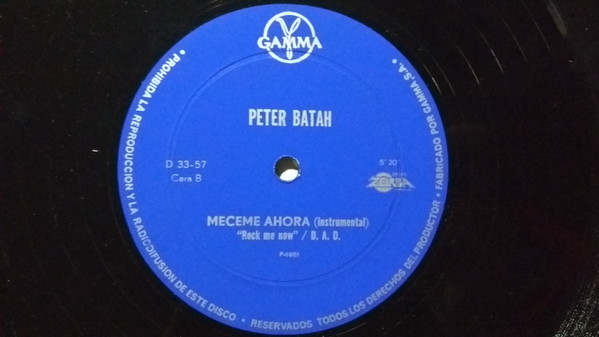 GAMMA
PETER BATAH
D 33-57
Cara B
5' 20"
MECEME AHORA (instrumental)
"Rock me now" / D. A. D.
• PROHIBIDA LA REPRODUCCION Y LA RADIODIFUSION DE ESTE DISCO • RESERVADOS TODOS LOS DERECHOS DEL PRODUCTOR • FABRICADO POR GAMMA, S.A. •